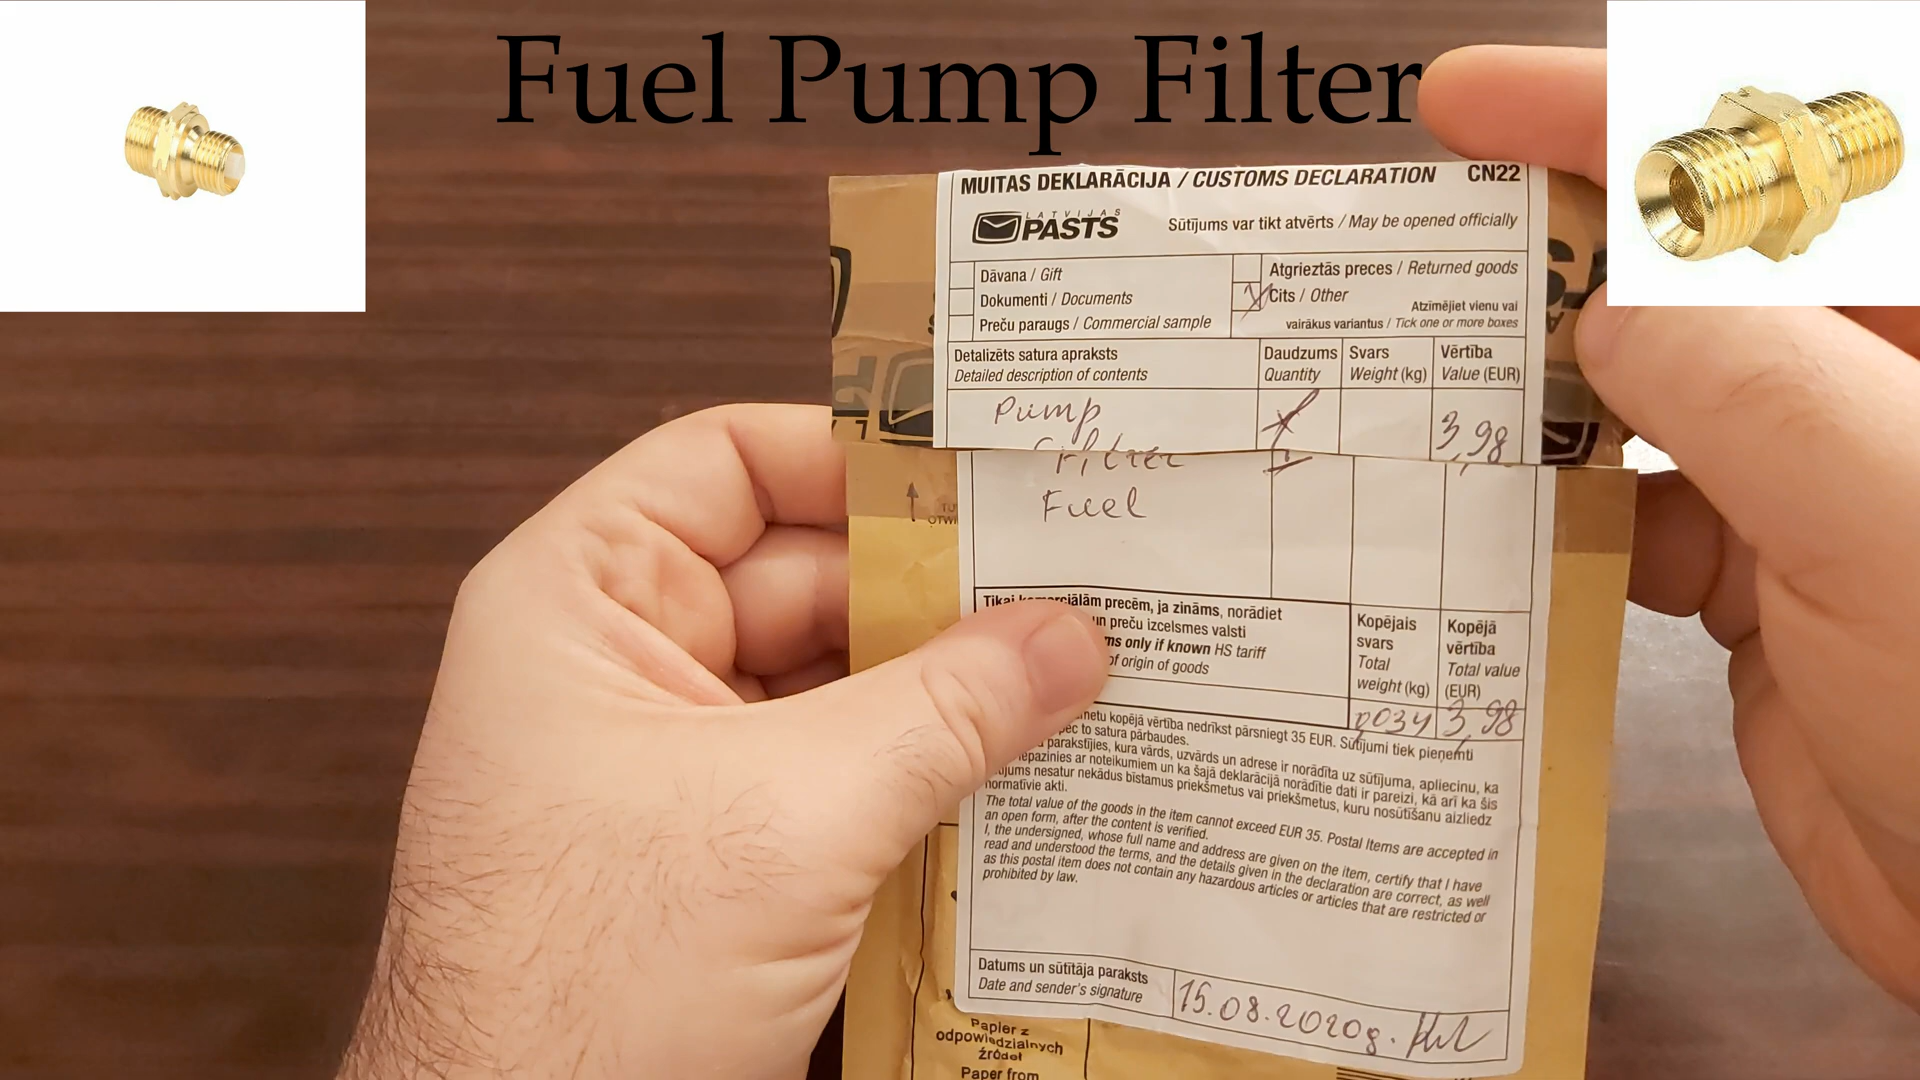 Fuel Pump Filter
MUITAS DEKLARĀCIJA / CUSTOMS DECLARATION CN22
LATVIJAS
PASTS
Sūtījums var tikt atvērts / May be opened officially
Dāvana / Gift
Dokumenti / Documents
Preču paraugs / Commercial sample
Atgrieztās preces / Returned goods
X Cits / Other
Atzīmējiet vienu vai
vairākus variantus / Tick one or more boxes
Detalizēts satura apraksts
Detailed description of contents
Daudzums
Quantity
Svars
Weight (kg)
Vērtība
Value (EUR)
Pump
Filter
Fuel
3,98
Tikai komerciālām precēm, ja zināms, norādiet
un preču izcelsmes valsti
only if known HS tariff
of origin of goods
Kopējais
svars
Total
weight (kg)
Kopējā
vērtība
Total value
(EUR)
0034
3,98
kopējā vērtība nedrīkst pārsniegt 35 EUR. Sūtījumi tiek pieņemti
pēc to satura pārbaudes.
parakstījies, kura vārds, uzvārds un adrese ir norādīta uz sūtījuma, apliecinu, ka
iepazinies ar noteikumiem un ka šajā deklarācijā norādītie dati ir pareizi, kā arī ka šis
nesatur nekādus bīstamus priekšmetus vai priekšmetus, kuru nosūtīšanu aizliedz
normatīvie akti.
The total value of the goods in the item cannot exceed EUR 35. Postal Items are accepted in
an open form, after the content is verified.
I, the undersigned, whose full name and address are given on the item, certify that I have
read and understood the terms, and the details given in the declaration are correct, as well
as this postal item does not contain any hazardous articles or articles that are restricted or
prohibited by law.
Datums un sūtītāja paraksts
Date and sender's signature
15.08.2020g.
Papier z
odpowiedzialnych
źródeł
Paper from